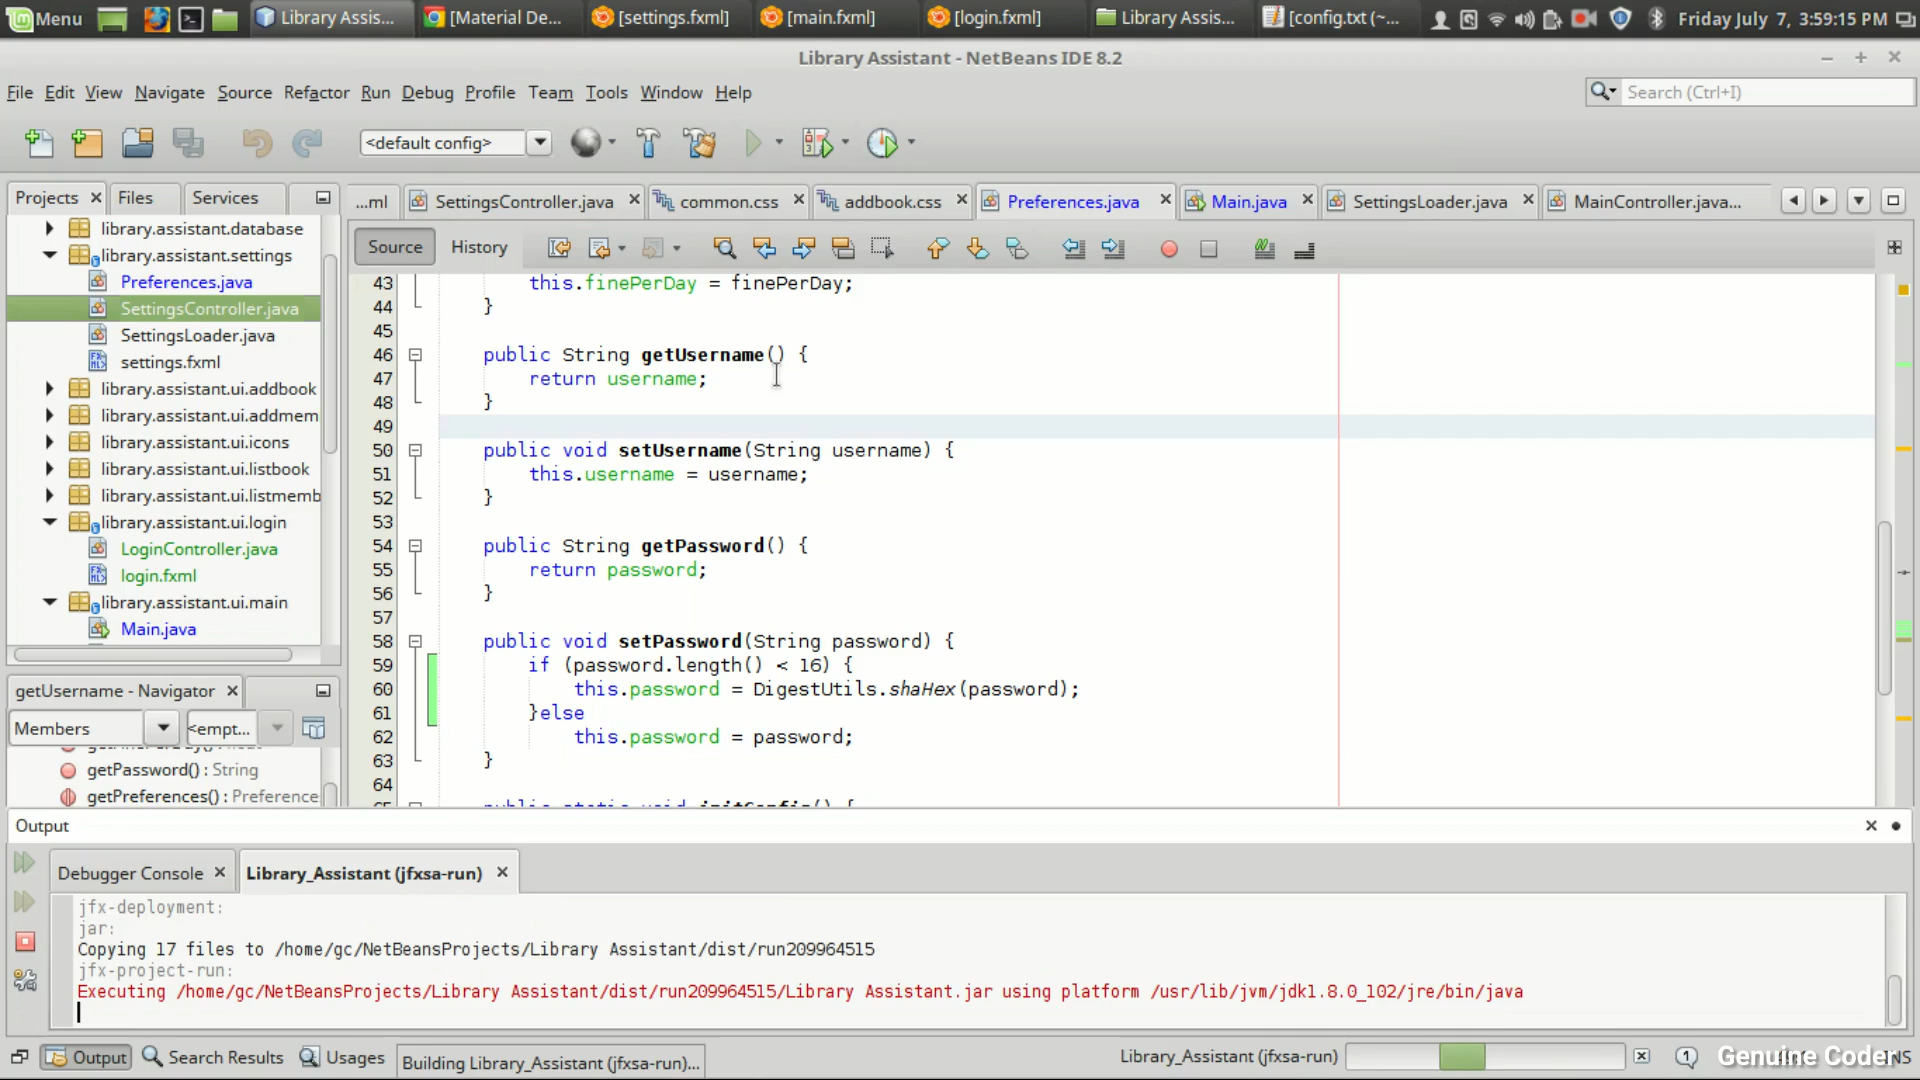 Menu
Library Assis...
[Material De...
[settings.fxml]
[main.fxml]
[login.fxml]
Library Assis...
[config.txt (~...
Friday July 7, 3:59:15 PM
Library Assistant - NetBeans IDE 8.2
File Edit View Navigate Source Refactor Run Debug Profile Team Tools Window Help
Search (Ctrl+I)
<default config>
Projects Files Services
...ml SettingsController.java common.css addbook.css Preferences.java Main.java SettingsLoader.java MainController.java...
Source History
library.assistant.database
library.assistant.settings
Preferences.java
SettingsController.java
SettingsLoader.java
settings.fxml
library.assistant.ui.addbook
library.assistant.ui.addmem
library.assistant.ui.icons
library.assistant.ui.listbook
library.assistant.ui.listmemb
library.assistant.ui.login
LoginController.java
login.fxml
library.assistant.ui.main
Main.java
getUsername - Navigator
Members <empt...
getPassword() : String
getPreferences() : Preference
43 this.finePerDay = finePerDay;
44 }
45
46 public String getUsername() {
47 return username;
48 }
49
50 public void setUsername(String username) {
51 this.username = username;
52 }
53
54 public String getPassword() {
55 return password;
56 }
57
58 public void setPassword(String password) {
59 if (password.length() < 16) {
60 this.password = DigestUtils.shaHex(password);
61 }else
62 this.password = password;
63 }
64
65 public static void initConfig() {
Output
Debugger Console Library_Assistant (jfxsa-run)
jfx-deployment:
jar:
Copying 17 files to /home/gc/NetBeansProjects/Library Assistant/dist/run209964515
jfx-project-run:
Executing /home/gc/NetBeansProjects/Library Assistant/dist/run209964515/Library Assistant.jar using platform /usr/lib/jvm/jdk1.8.0_102/jre/bin/java
Output Search Results Usages Building Library_Assistant (jfxsa-run)...
Library_Assistant (jfxsa-run)
1
Genuine Coder